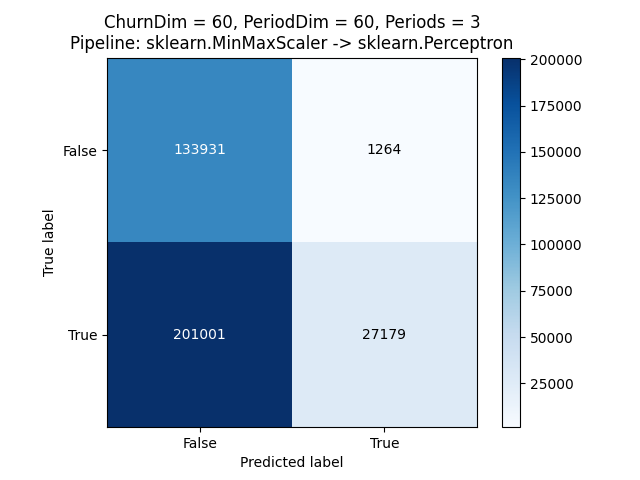 ChurnDim = 60, PeriodDim = 60, Periods = 3
Pipeline: sklearn.MinMaxScaler -> sklearn.Perceptron
200000
175000
150000
125000
100000
75000
50000
25000
True label
False
True
133931
1264
201001
27179
False
True
Predicted label